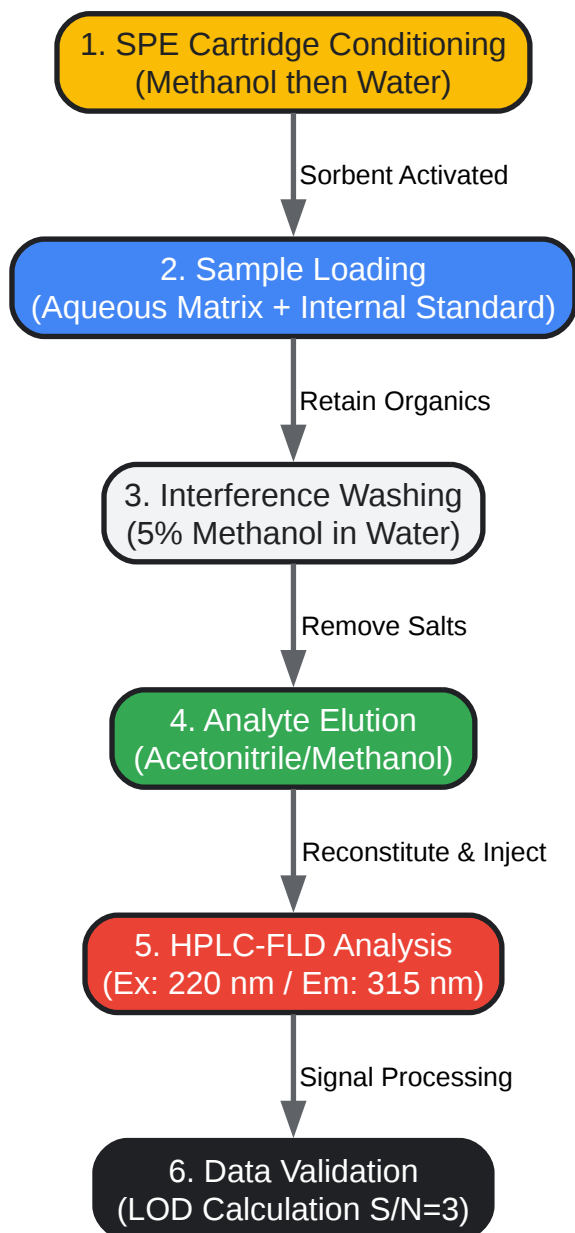 1. SPE Cartridge Conditioning
(Methanol then Water)
Sorbent Activated
2. Sample Loading
(Aqueous Matrix + Internal Standard)
Retain Organics
3. Interference Washing
(5% Methanol in Water)
Remove Salts
4. Analyte Elution
(Acetonitrile/Methanol)
Reconstitute & Inject
5. HPLC-FLD Analysis
(Ex: 220 nm / Em: 315 nm)
Signal Processing
6. Data Validation
(LOD Calculation S/N=3)